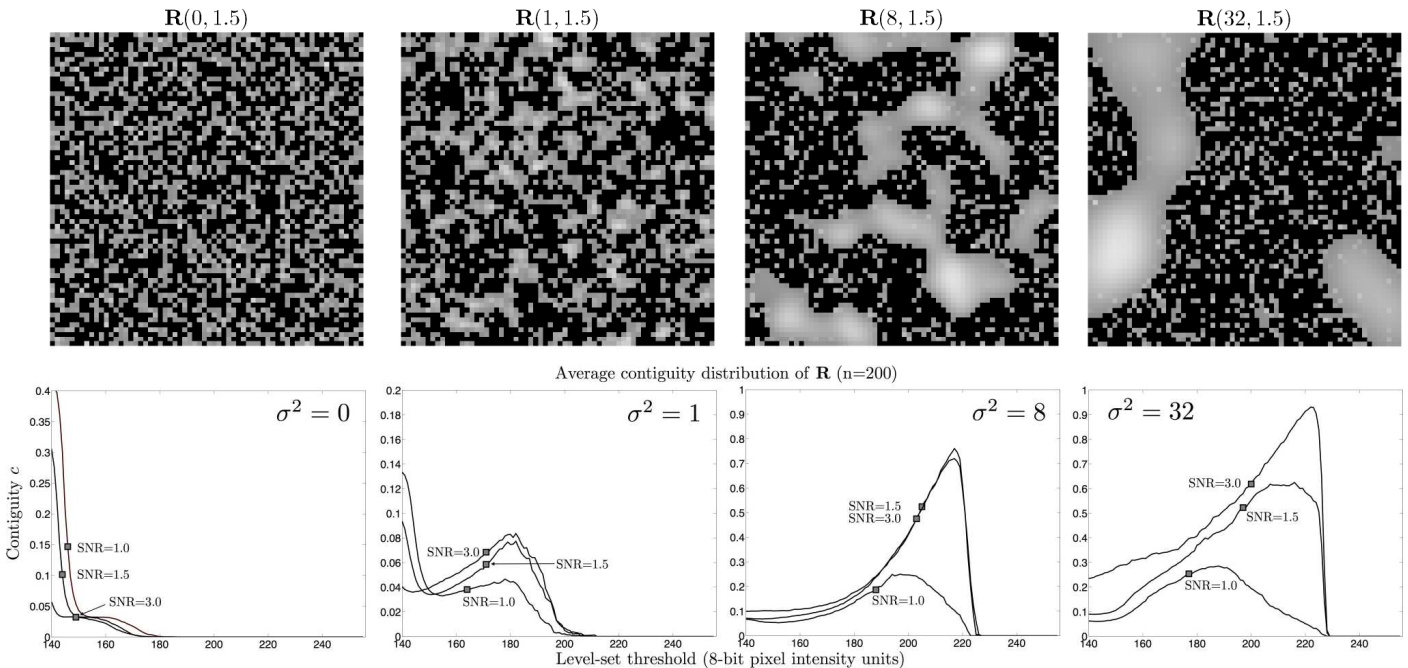 R(0, 1.5)
R(1, 1.5)
R(8, 1.5)
R(32, 1.5)
Average contiguity distribution of R (n=200)
Contiguity c
0.4
0.35
0.3
0.25
0.2
0.15
0.1
0.05
0
σ² = 0
SNR=1.0
SNR=1.5
SNR=3.0
140 160 180 200 220 240
0.2
0.18
0.16
0.14
0.12
0.1
0.08
0.06
0.04
0.02
0
σ² = 1
SNR=3.0
SNR=1.5
SNR=1.0
140 160 180 200 220 240
1
0.9
0.8
0.7
0.6
0.5
0.4
0.3
0.2
0.1
0
σ² = 8
SNR=1.5
SNR=3.0
SNR=1.0
140 160 180 200 220 240
1
0.9
0.8
0.7
0.6
0.5
0.4
0.3
0.2
0.1
0
σ² = 32
SNR=3.0
SNR=1.5
SNR=1.0
140 160 180 200 220 240
Level-set threshold (8-bit pixel intensity units)